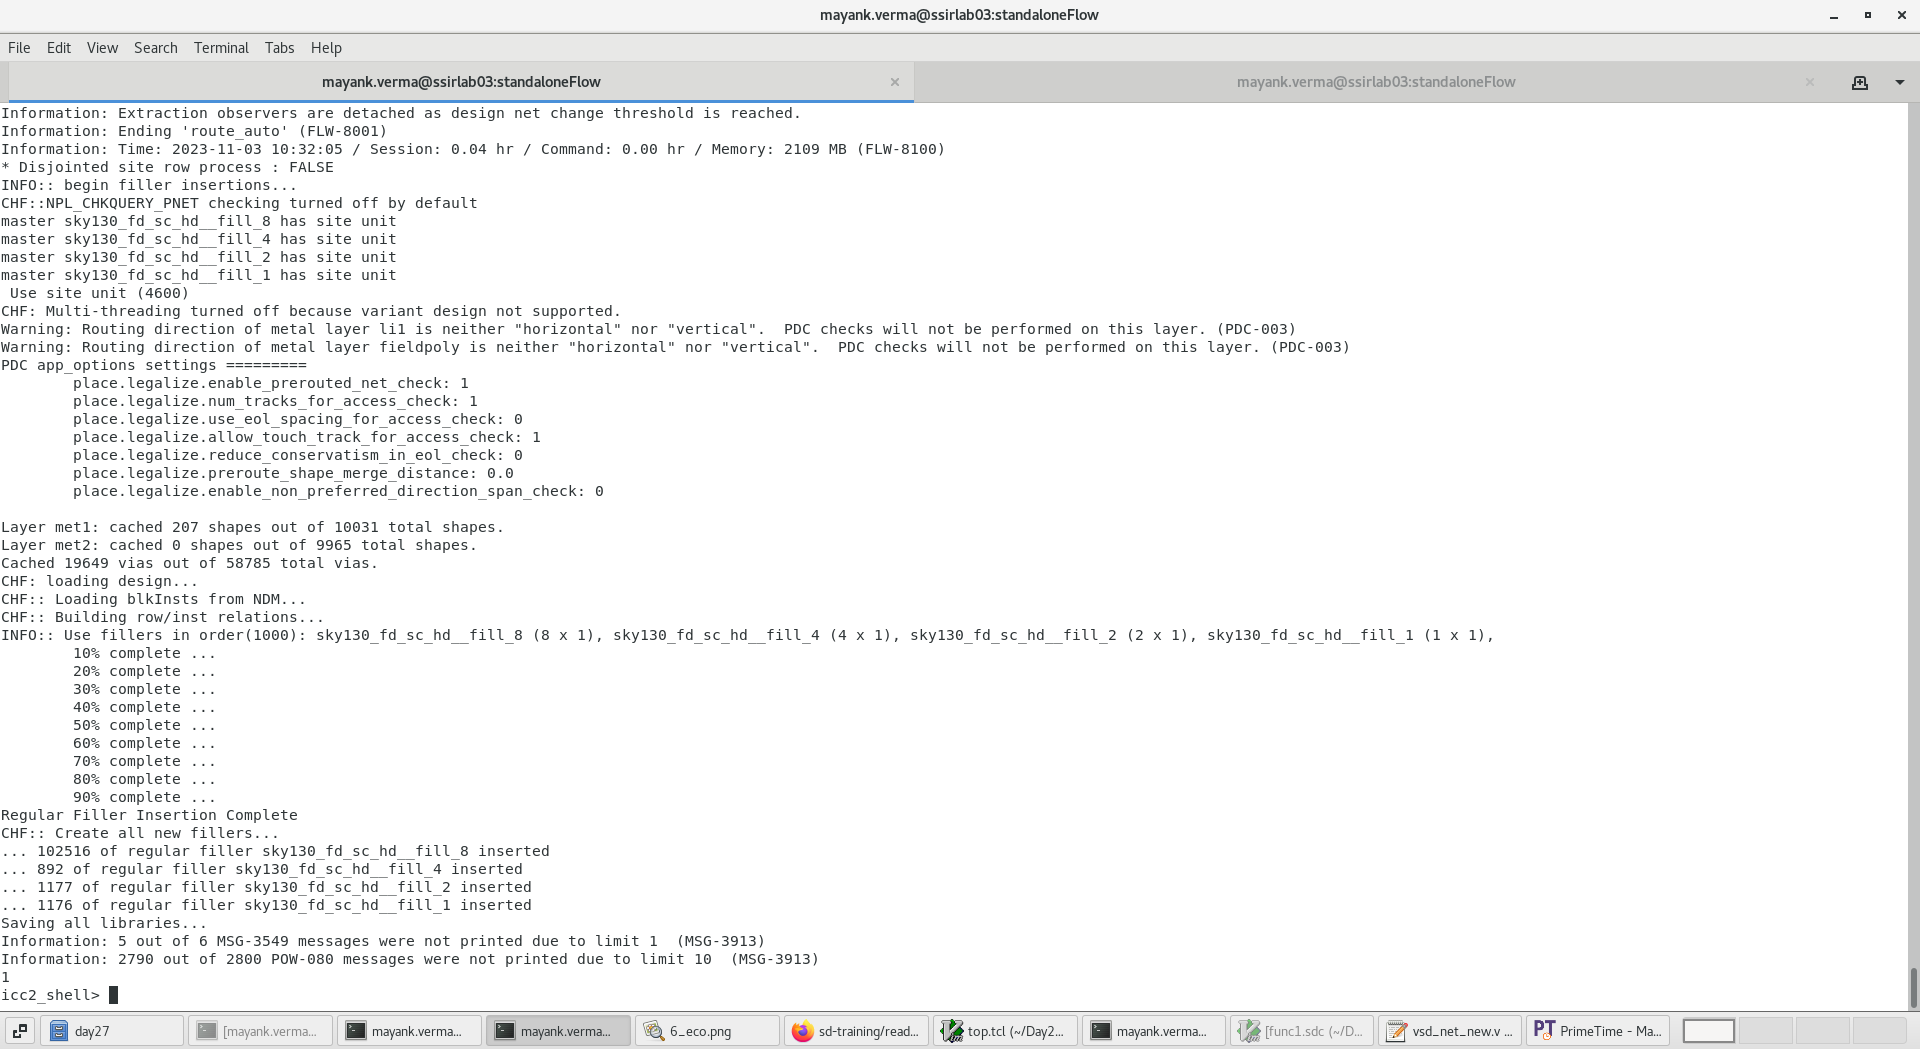 mayank.verma@ssirlab03:standaloneFlow
File Edit View Search Terminal Tabs Help
mayank.verma@ssirlab03:standaloneFlow mayank.verma@ssirlab03:standaloneFlow
Information: Extraction observers are detached as design net change threshold is reached.
Information: Ending 'route_auto' (FLW-8001)
Information: Time: 2023-11-03 10:32:05 / Session: 0.04 hr / Command: 0.00 hr / Memory: 2109 MB (FLW-8100)
* Disjointed site row process : FALSE
INFO:: begin filler insertions...
CHF::NPL_CHKQUERY_PNET checking turned off by default
master sky130_fd_sc_hd__fill_8 has site unit
master sky130_fd_sc_hd__fill_4 has site unit
master sky130_fd_sc_hd__fill_2 has site unit
master sky130_fd_sc_hd__fill_1 has site unit
 Use site unit (4600)
CHF: Multi-threading turned off because variant design not supported.
Warning: Routing direction of metal layer li1 is neither "horizontal" nor "vertical".  PDC checks will not be performed on this layer. (PDC-003)
Warning: Routing direction of metal layer fieldpoly is neither "horizontal" nor "vertical".  PDC checks will not be performed on this layer. (PDC-003)
PDC app_options settings =========
        place.legalize.enable_prerouted_net_check: 1
        place.legalize.num_tracks_for_access_check: 1
        place.legalize.use_eol_spacing_for_access_check: 0
        place.legalize.allow_touch_track_for_access_check: 1
        place.legalize.reduce_conservatism_in_eol_check: 0
        place.legalize.preroute_shape_merge_distance: 0.0
        place.legalize.enable_non_preferred_direction_span_check: 0
Layer met1: cached 207 shapes out of 10031 total shapes.
Layer met2: cached 0 shapes out of 9965 total shapes.
Cached 19649 vias out of 58785 total vias.
CHF: loading design...
CHF:: Loading blkInsts from NDM...
CHF:: Building row/inst relations...
INFO:: Use fillers in order(1000): sky130_fd_sc_hd__fill_8 (8 x 1), sky130_fd_sc_hd__fill_4 (4 x 1), sky130_fd_sc_hd__fill_2 (2 x 1), sky130_fd_sc_hd__fill_1 (1 x 1),
        10% complete ...
        20% complete ...
        30% complete ...
        40% complete ...
        50% complete ...
        60% complete ...
        70% complete ...
        80% complete ...
        90% complete ...
Regular Filler Insertion Complete
CHF:: Create all new fillers...
... 102516 of regular filler sky130_fd_sc_hd__fill_8 inserted
... 892 of regular filler sky130_fd_sc_hd__fill_4 inserted
... 1177 of regular filler sky130_fd_sc_hd__fill_2 inserted
... 1176 of regular filler sky130_fd_sc_hd__fill_1 inserted
Saving all libraries...
Information: 5 out of 6 MSG-3549 messages were not printed due to limit 1  (MSG-3913)
Information: 2790 out of 2800 POW-080 messages were not printed due to limit 10  (MSG-3913)
1
icc2_shell>
day27 [mayank.verma... mayank.verma... mayank.verma... 6_eco.png sd-training/read... top.tcl (~/Day2... mayank.verma... [func1.sdc (~/D... vsd_net_new.v ... PT PrimeTime - Ma...